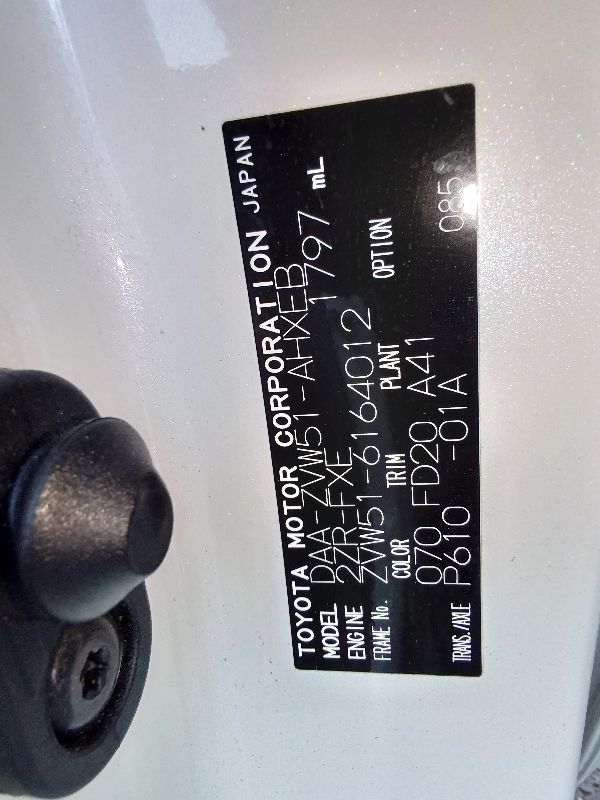 TOYOTA MOTOR CORPORATION JAPAN
MODEL DAA-ZVW51-AHXEB
ENGINE 2ZR-FXE 1797 mL
FRAME No. ZVW51-6164012
COLOR TRIM PLANT OPTION
070 FD20 A41
TRANS./AXLE P610 -01A 085